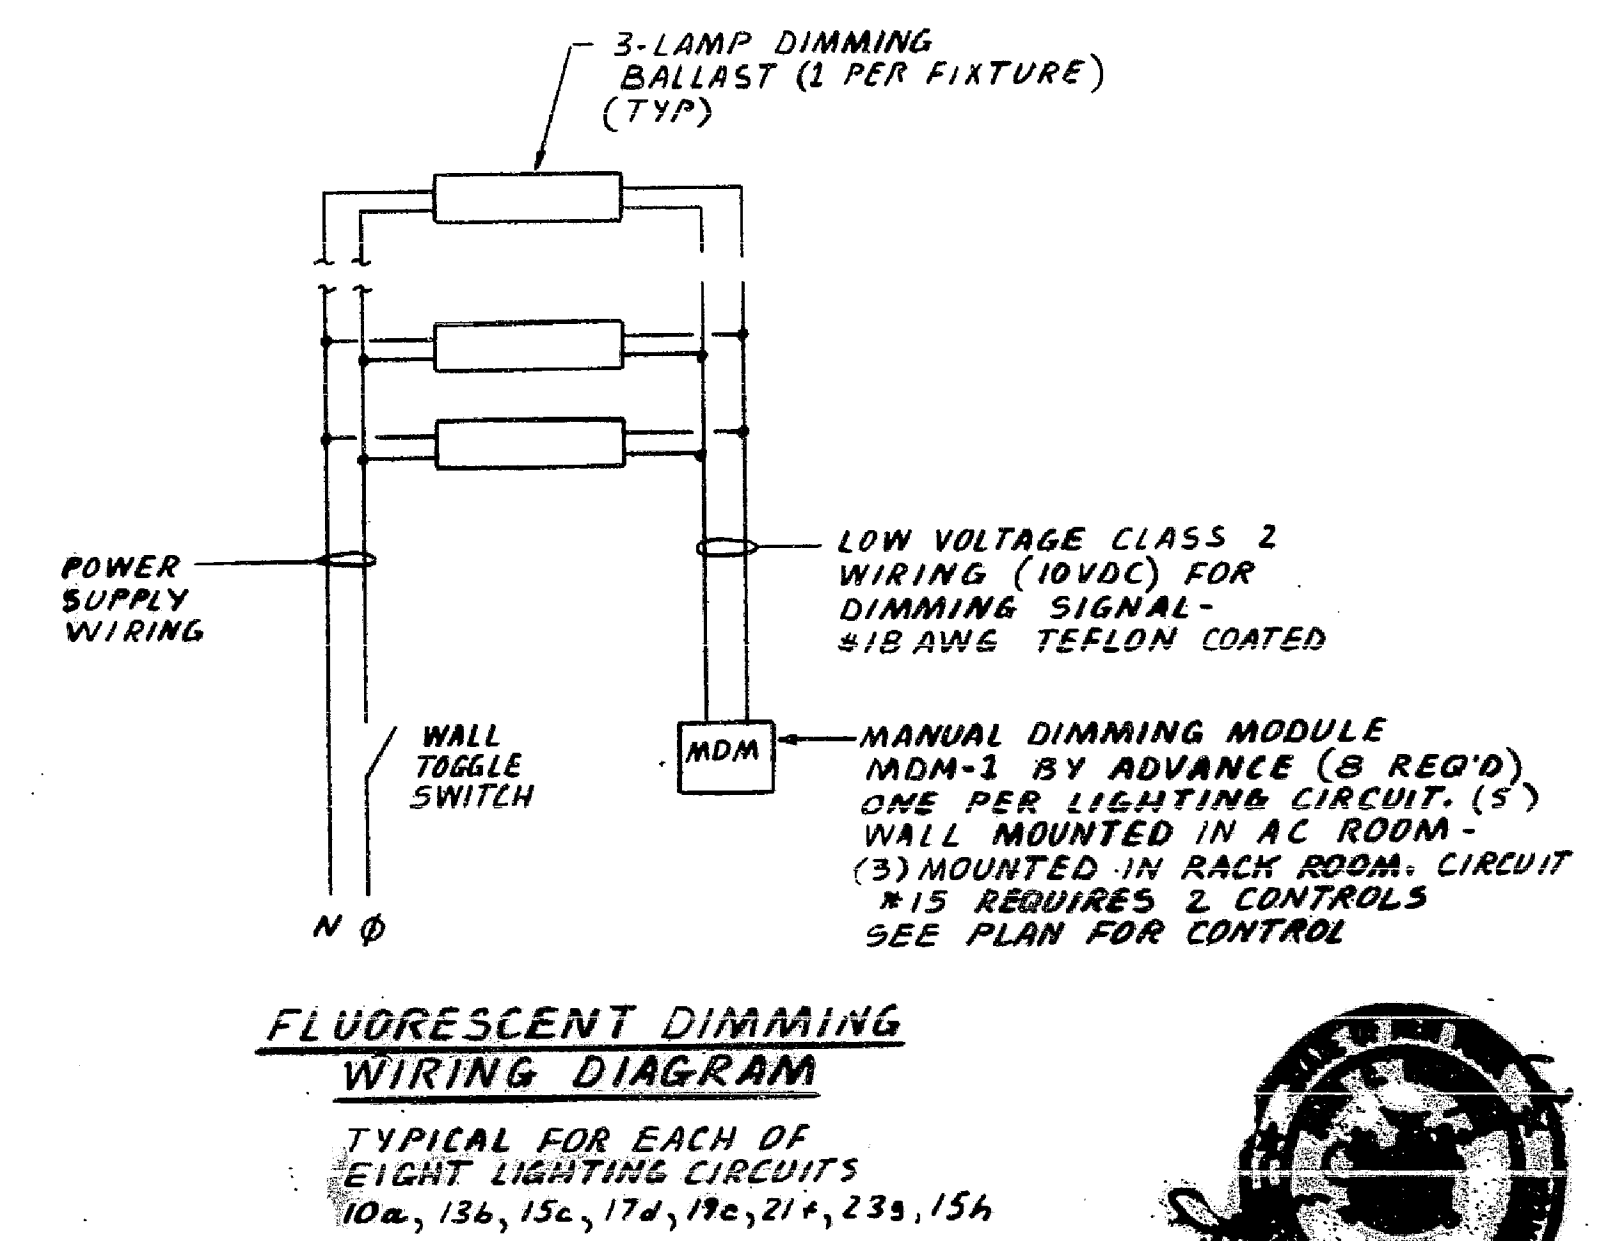 3-LAMP DIMMING
BALLAST (1 PER FIXTURE)
(TYP)
POWER
SUPPLY
WIRING
LOW VOLTAGE CLASS 2
WIRING (10VDC) FOR
DIMMING SIGNAL-
#18 AWG TEFLON COATED
WALL
TOGGLE
SWITCH
MDM
MANUAL DIMMING MODULE
MDM-1 BY ADVANCE (8 REQ'D)
ONE PER LIGHTING CIRCUIT. (5)
WALL MOUNTED IN AC ROOM-
(3) MOUNTED IN RACK ROOM. CIRCUIT
#15 REQUIRES 2 CONTROLS
SEE PLAN FOR CONTROL
N Ø
FLUORESCENT DIMMING
WIRING DIAGRAM
TYPICAL FOR EACH OF
EIGHT LIGHTING CIRCUITS
10a, 13b, 15c, 17d, 19e, 21f, 23g, 15h
OF NEW